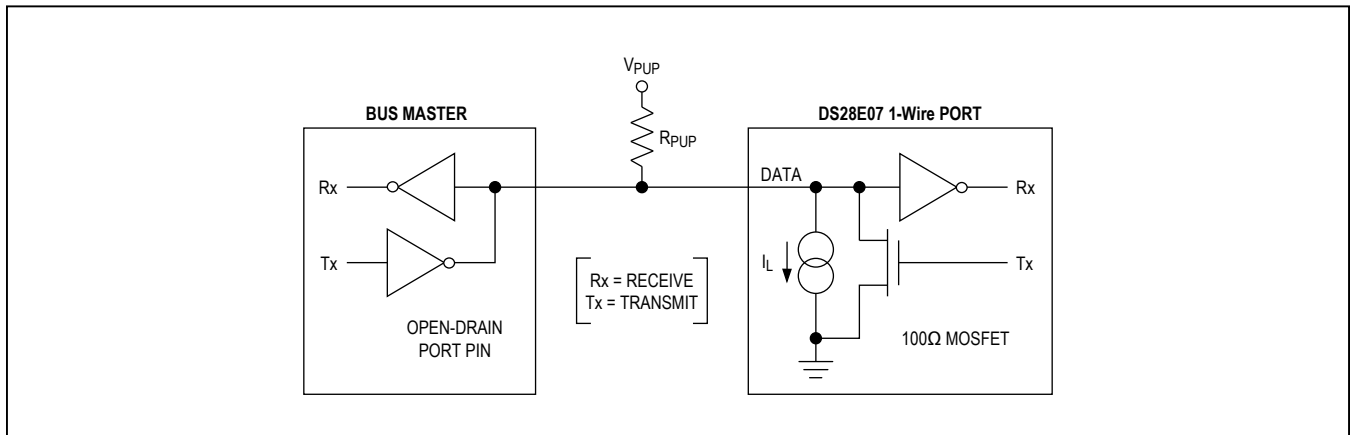 VPUP
BUS MASTER
DS28E07 1-Wire PORT
RPUP
DATA
Rx
Rx
IL
Tx
Tx
Rx = RECEIVE
Tx = TRANSMIT
OPEN-DRAIN
PORT PIN
100Ω MOSFET